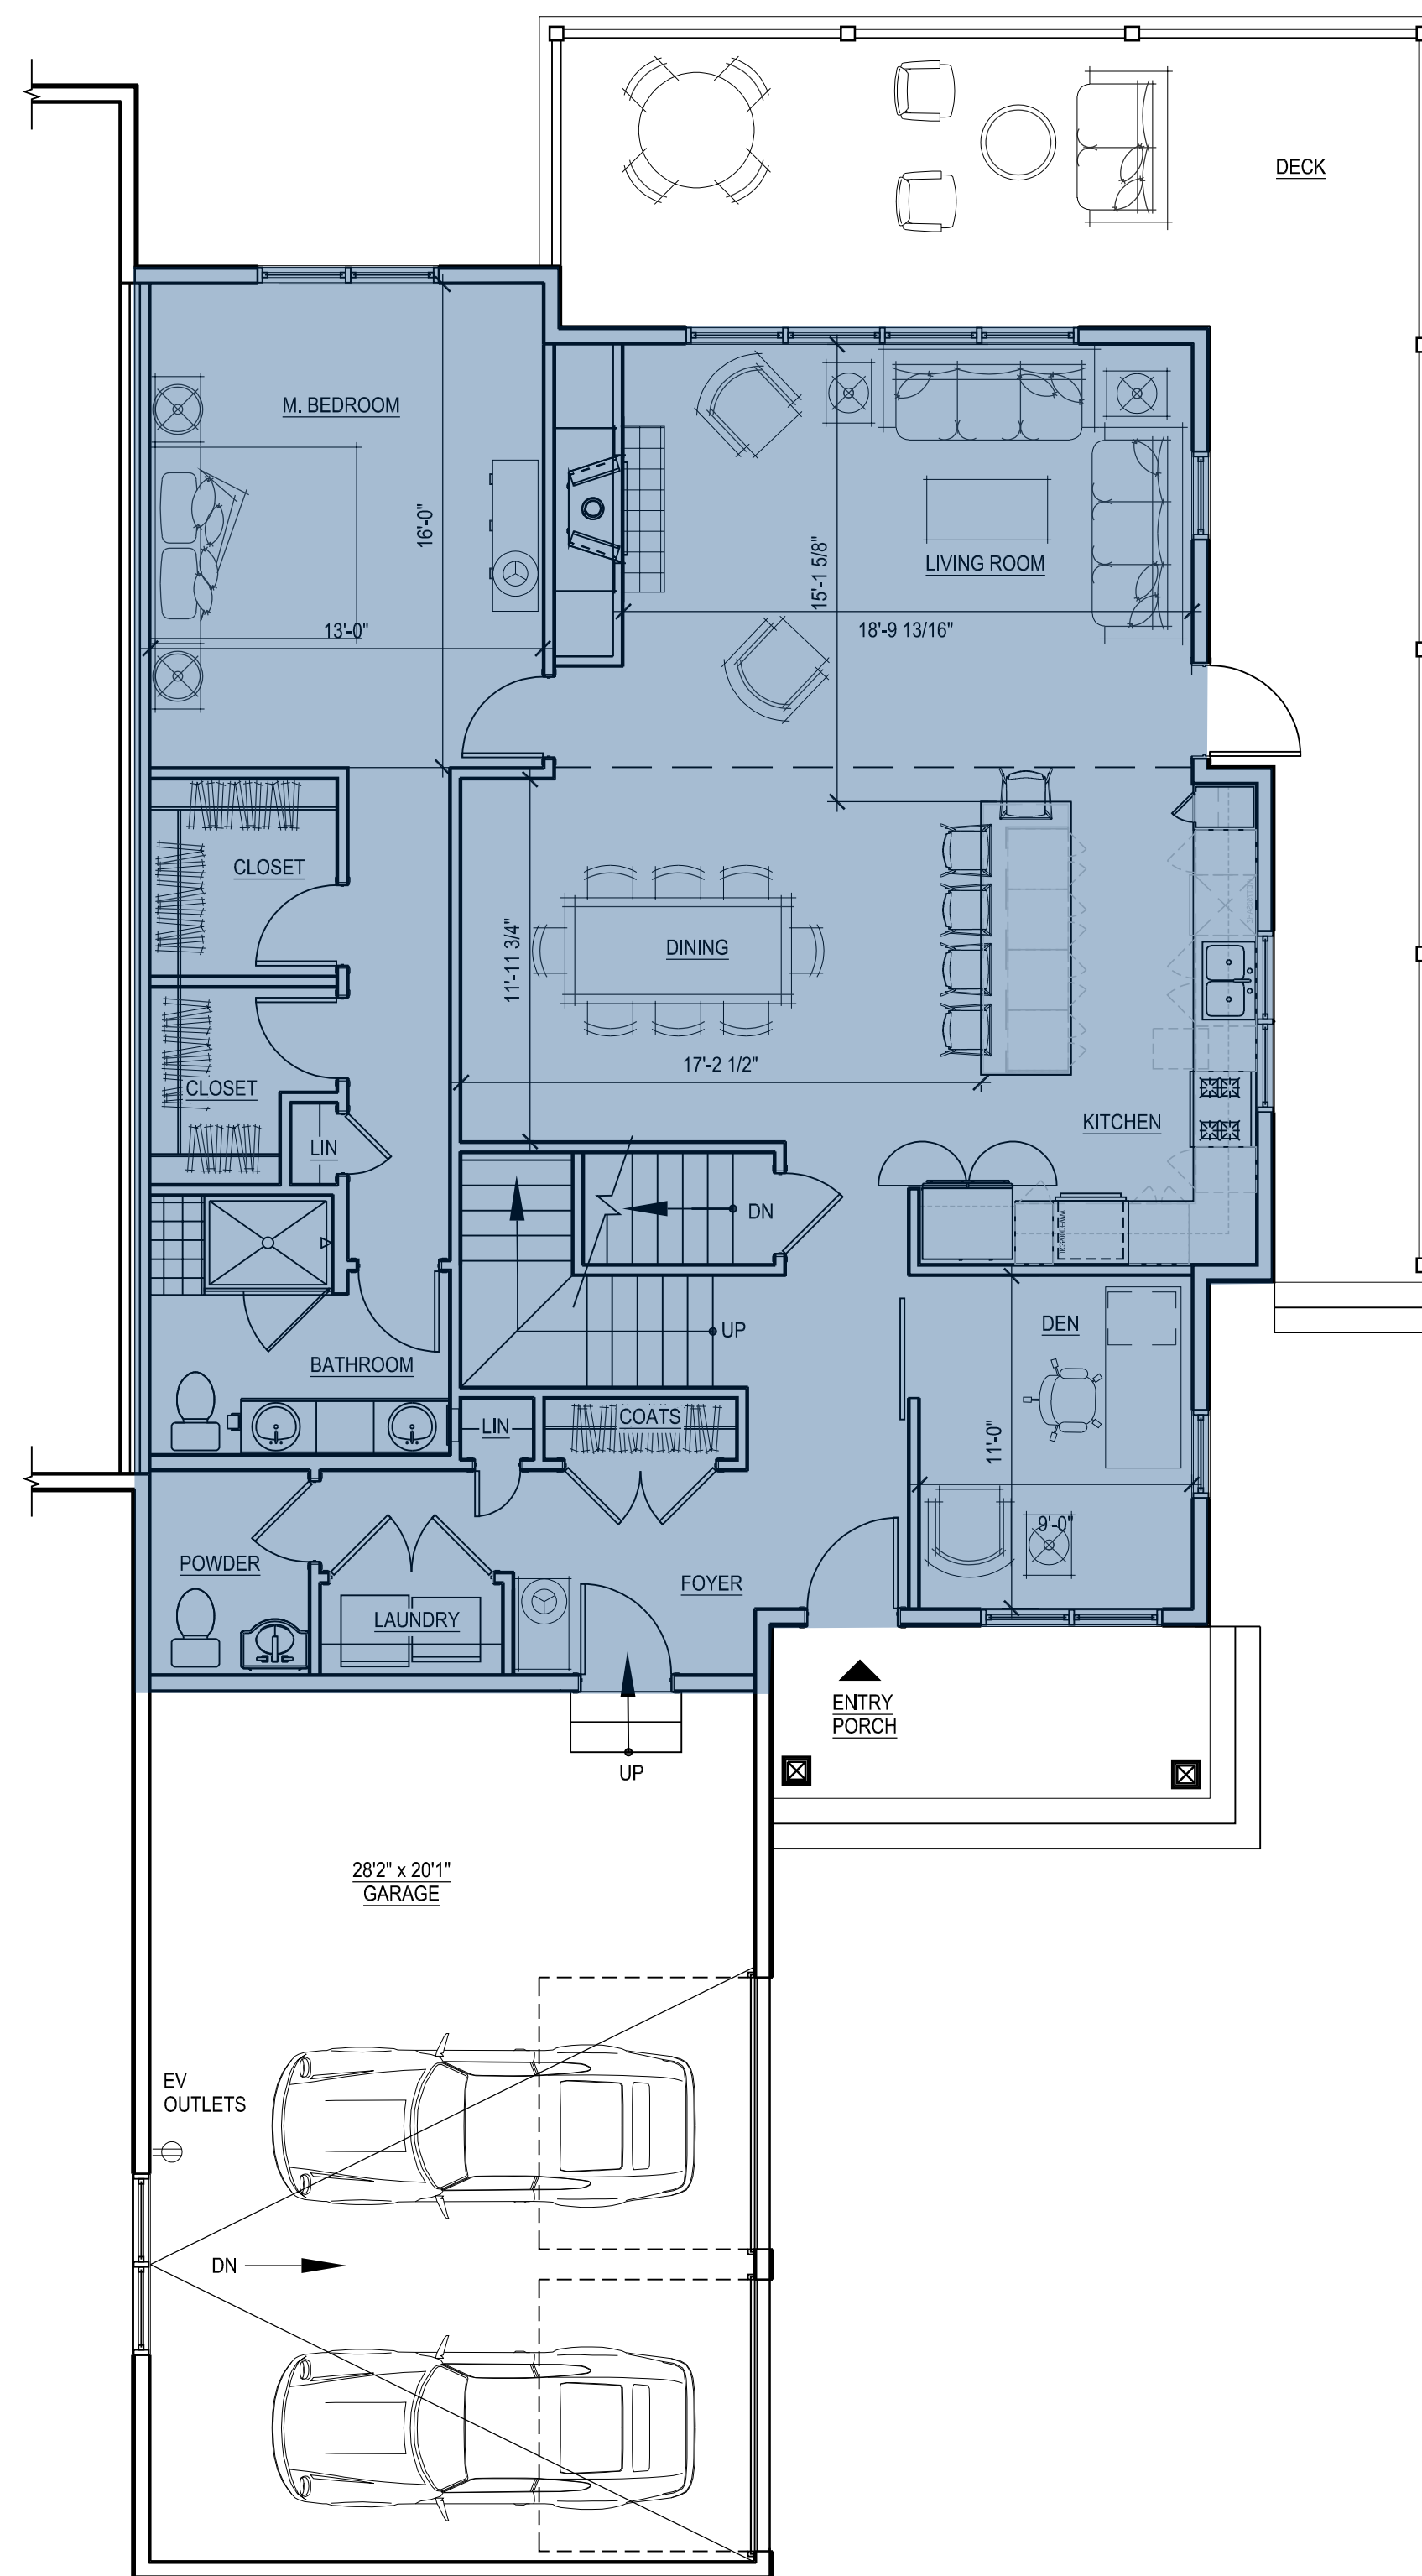 DECK
M. BEDROOM
16'-0"
13'-0"
15'-1 5/8"
LIVING ROOM
18'-9 13/16"
CLOSET
11'-11 3/4"
DINING
17'-2 1/2"
CLOSET
KITCHEN
LIN
DN
UP
DEN
BATHROOM
LIN
COATS
11'-0"
9'-0"
POWDER
LAUNDRY
FOYER
ENTRY
PORCH
UP
28'2" x 20'1"
GARAGE
EV
OUTLETS
DN